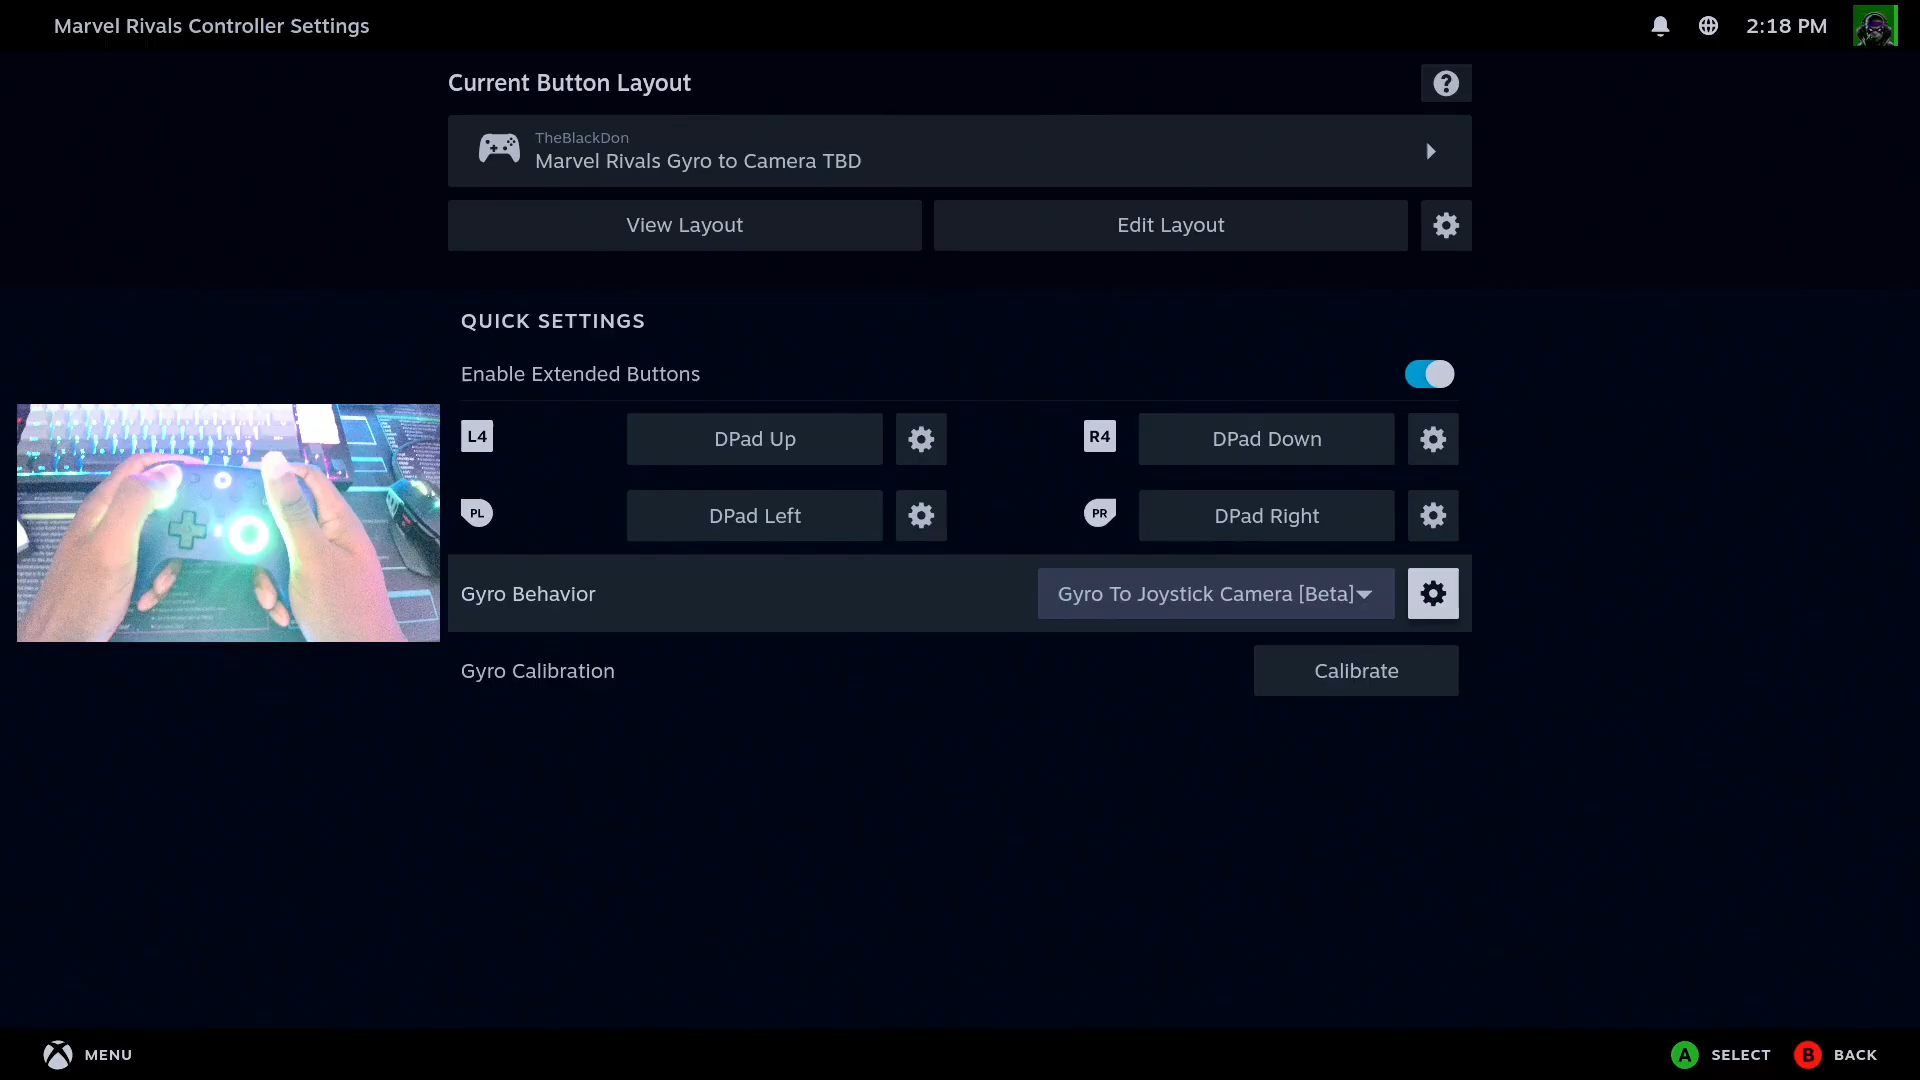 Marvel Rivals Controller Settings
2:18 PM
Current Button Layout
?
TheBlackDon
Marvel Rivals Gyro to Camera TBD
View Layout
Edit Layout
QUICK SETTINGS
Enable Extended Buttons
L4
DPad Up
R4
DPad Down
PL
DPad Left
PR
DPad Right
Gyro Behavior
Gyro To Joystick Camera [Beta]
Gyro Calibration
Calibrate
MENU
A SELECT
B BACK